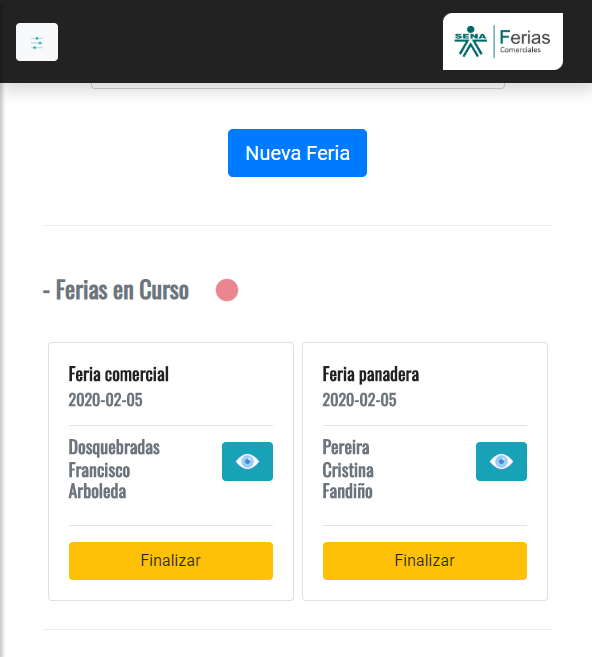 SENA
Ferias
Comerciales
Nueva Feria
- Ferias en Curso
Feria comercial
2020-02-05
Dosquebradas
Francisco
Arboleda
Finalizar
Feria panadera
2020-02-05
Pereira
Cristina
Fandiño
Finalizar